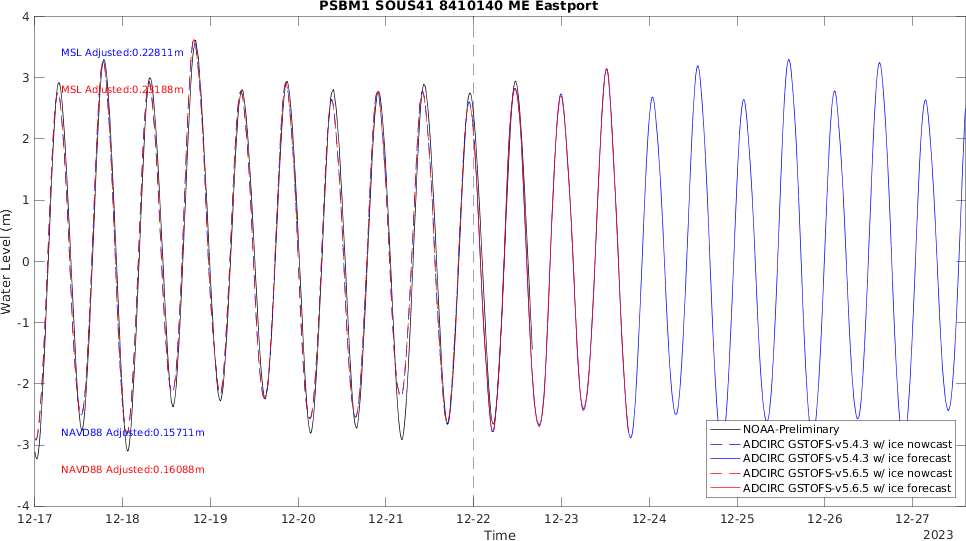 PSBM1 SOUS41 8410140 ME Eastport
4
3
2
1
0
-1
-2
-3
-4
Water Level (m)
MSL Adjusted:0.22811m
MSL Adjusted:0.23188m
NAVD88 Adjusted:0.15711m
NAVD88 Adjusted:0.16088m
NOAA-Preliminary
ADCIRC GSTOFS-v5.4.3 w/ ice nowcast
ADCIRC GSTOFS-v5.4.3 w/ ice forecast
ADCIRC GSTOFS-v5.6.5 w/ ice nowcast
ADCIRC GSTOFS-v5.6.5 w/ ice forecast
12-17 12-18 12-19 12-20 12-21 12-22 12-23 12-24 12-25 12-26 12-27
Time
2023